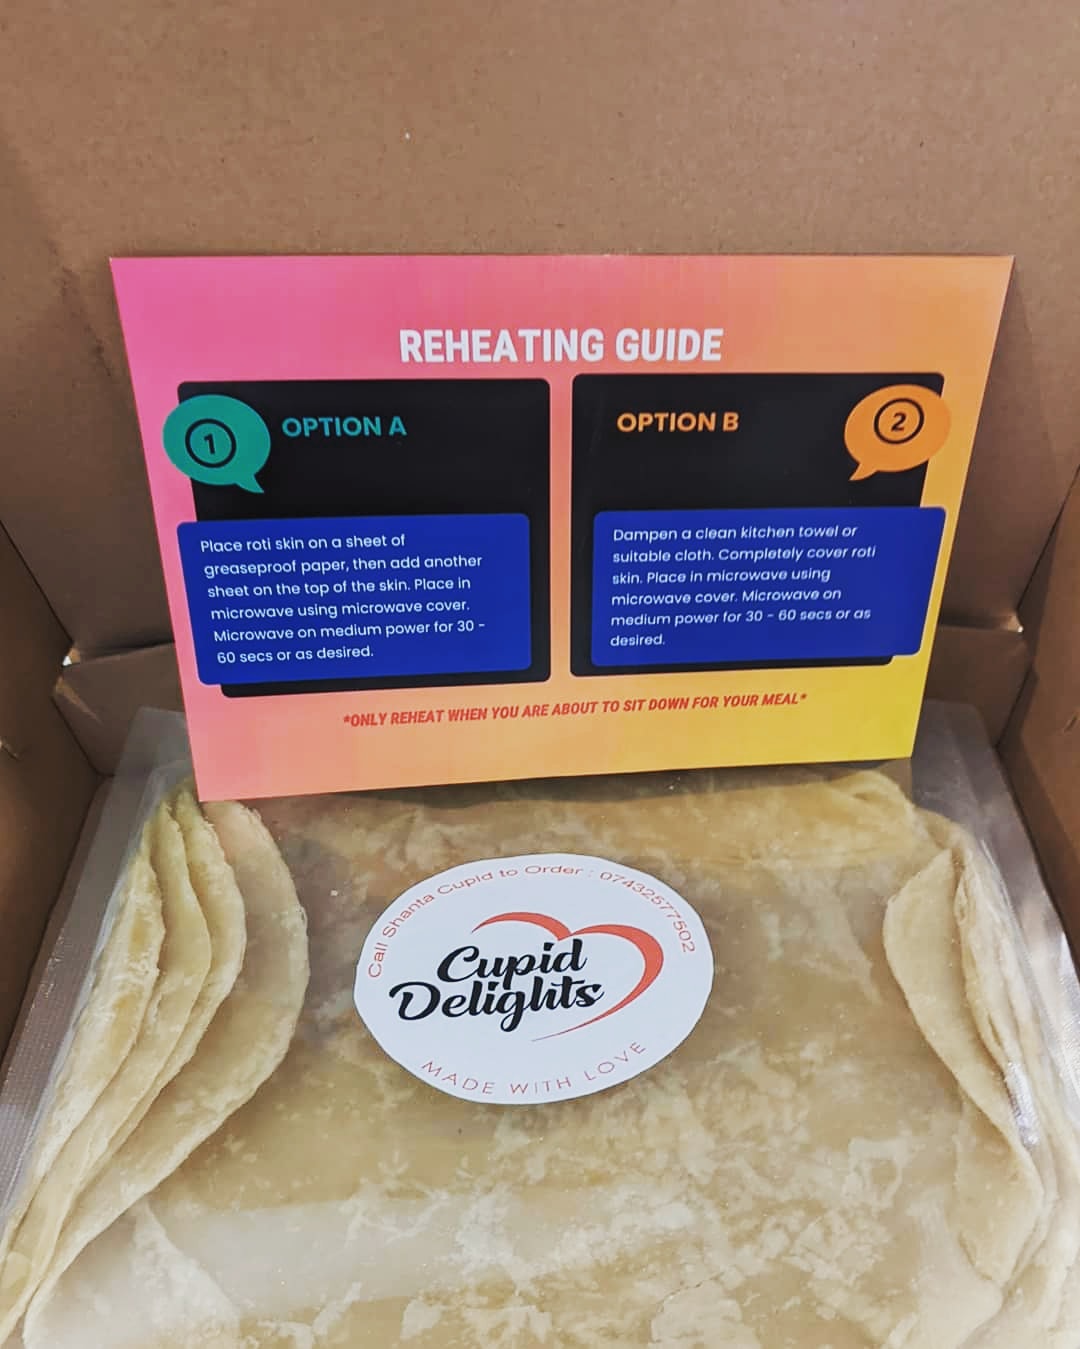 REHEATING GUIDE
1
OPTION A
Place roti skin on a sheet of
greaseproof paper, then add another
sheet on the top of the skin. Place in
microwave using microwave cover.
Microwave on medium power for 30 -
60 secs or as desired.
OPTION B
2
Dampen a clean kitchen towel or
suitable cloth. Completely cover roti
skin. Place in microwave using
microwave cover. Microwave on
medium power for 30 - 60 secs or as
desired.
*ONLY REHEAT WHEN YOU ARE ABOUT TO SIT DOWN FOR YOUR MEAL*
Call Shanta Cupid to Order : 07432577502
Cupid
Delights
MADE WITH LOVE